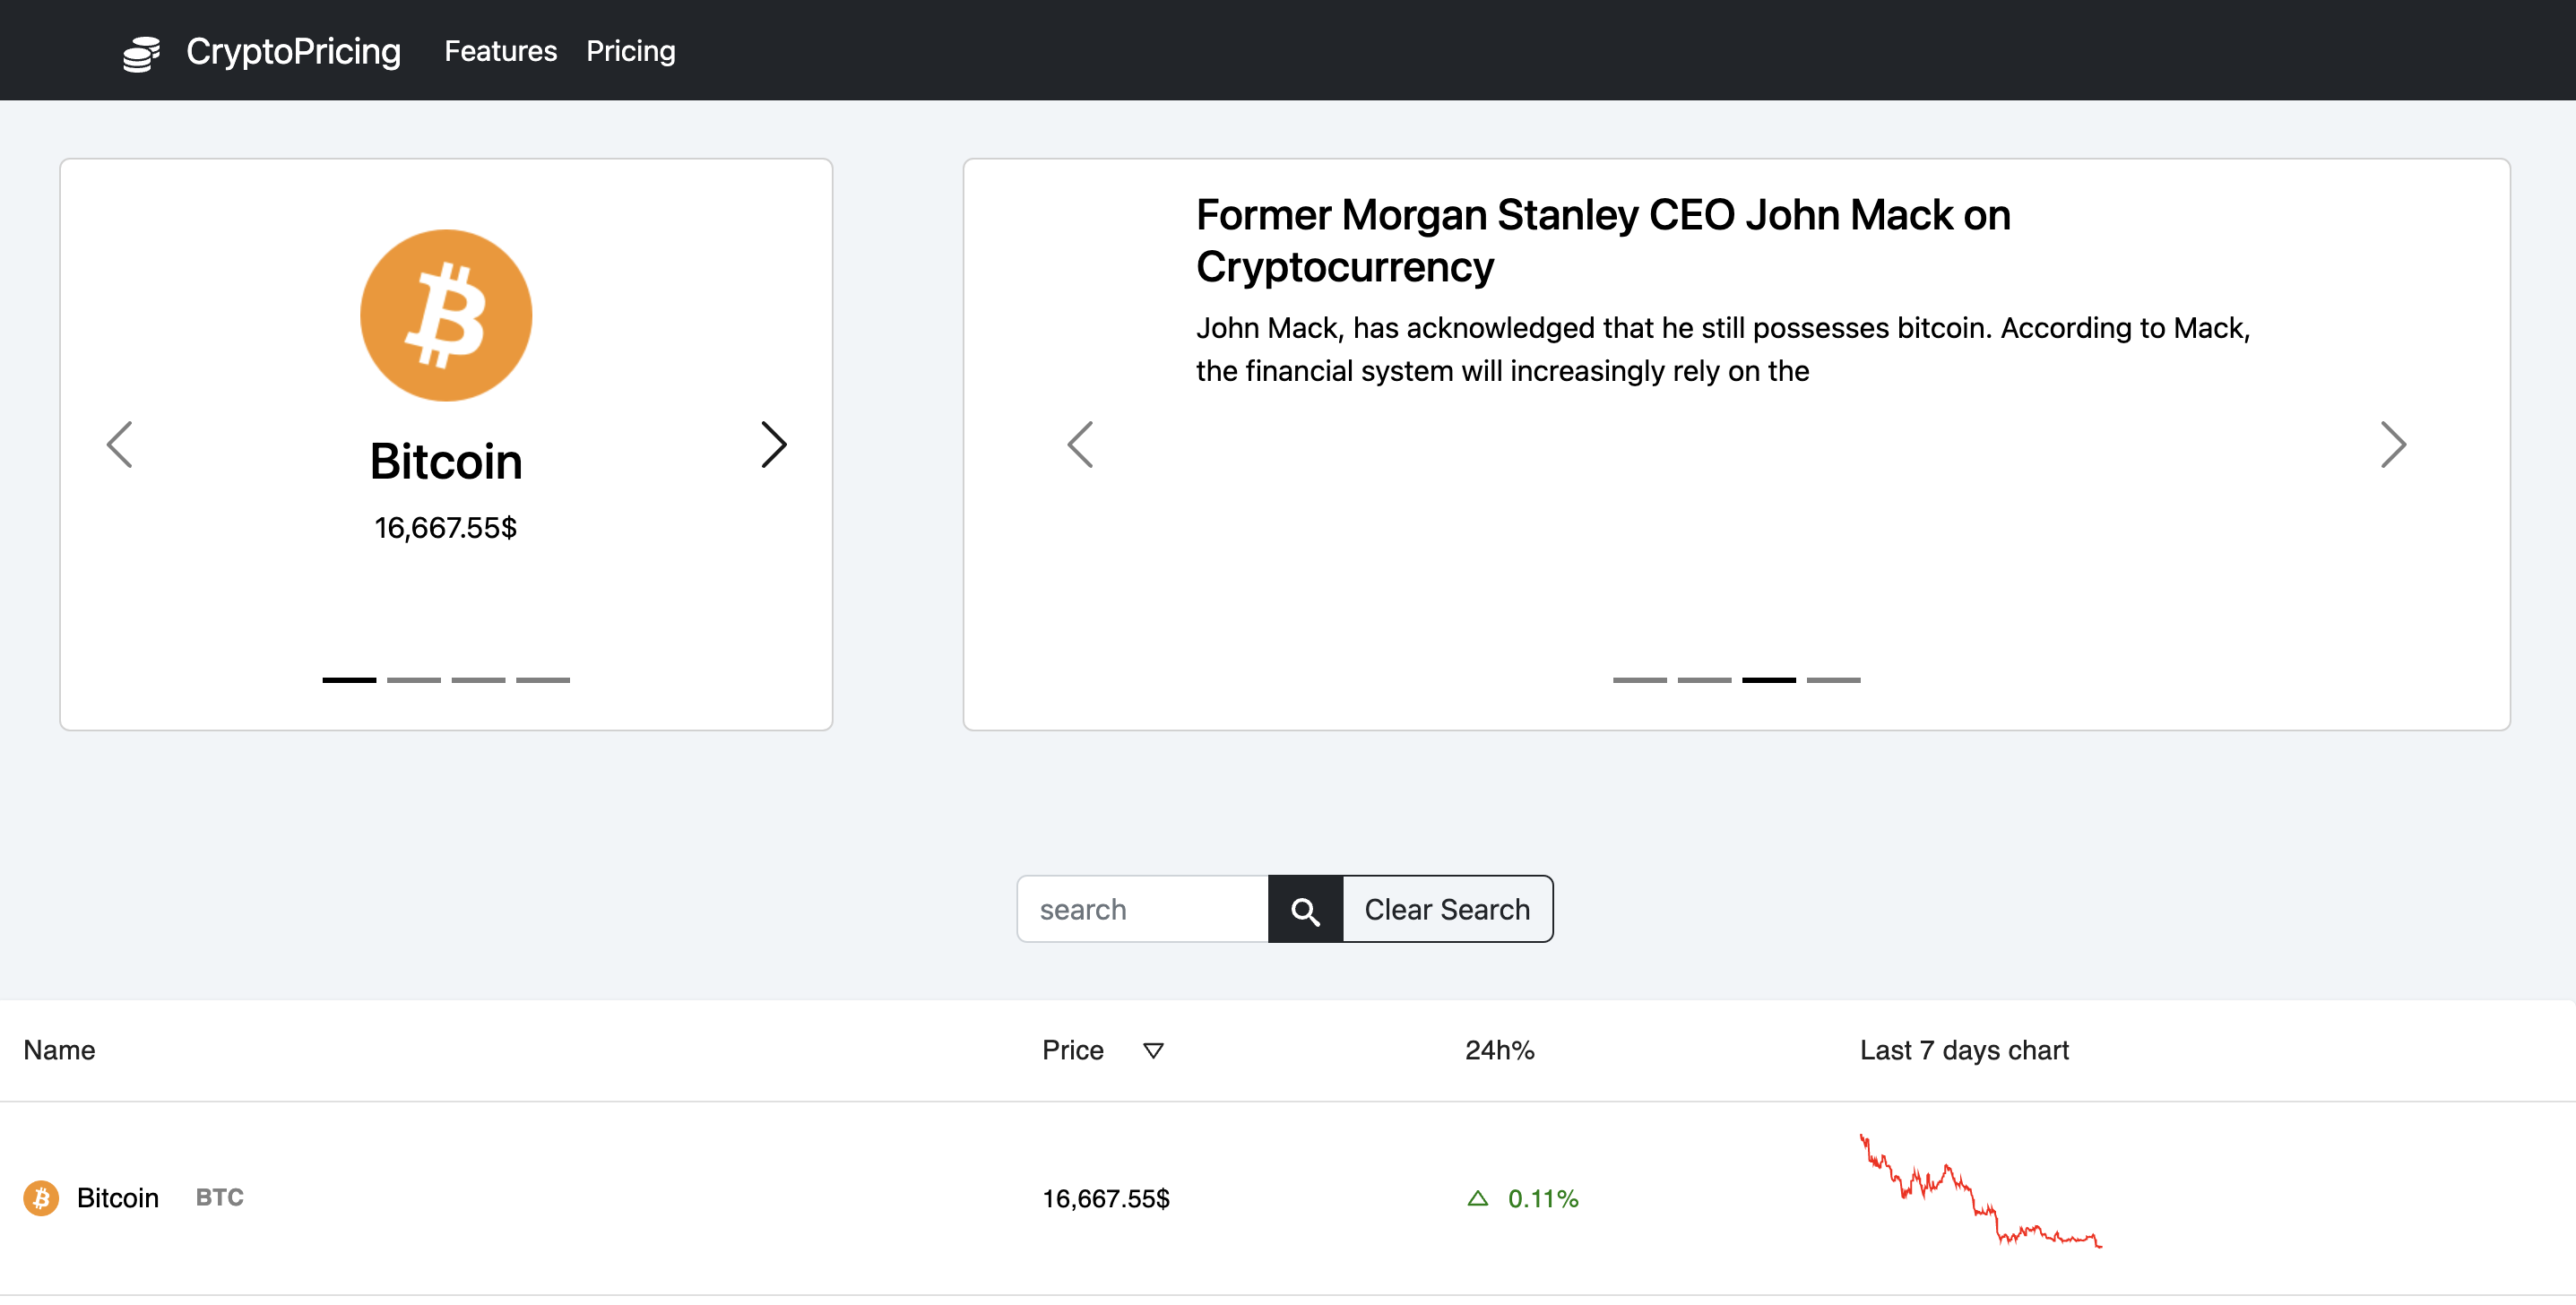 CryptoPricing Features Pricing
Bitcoin
16,667.55$
Former Morgan Stanley CEO John Mack on
Cryptocurrency
John Mack, has acknowledged that he still possesses bitcoin. According to Mack,
the financial system will increasingly rely on the
search Clear Search
Name Price 24h% Last 7 days chart
Bitcoin BTC 16,667.55$ 0.11%